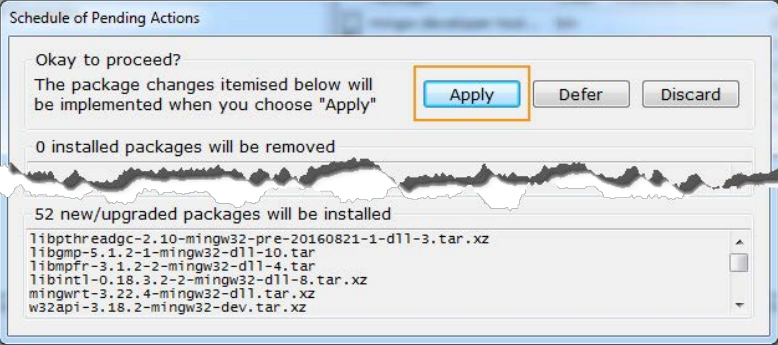 Schedule of Pending Actions
Okay to proceed?
The package changes itemised below will
be implemented when you choose "Apply"
Apply
Defer
Discard
0 installed packages will be removed
52 new/upgraded packages will be installed
libpthreadgc-2.10-mingw32-pre-20160821-1-dll-3.tar.xz
libgmp-5.1.2-1-mingw32-dll-10.tar
libmpfr-3.1.2-2-mingw32-dll-4.tar
libintl-0.18.3.2-2-mingw32-dll-8.tar.xz
mingwrt-3.22.4-mingw32-dll.tar.xz
w32api-3.18.2-mingw32-dev.tar.xz